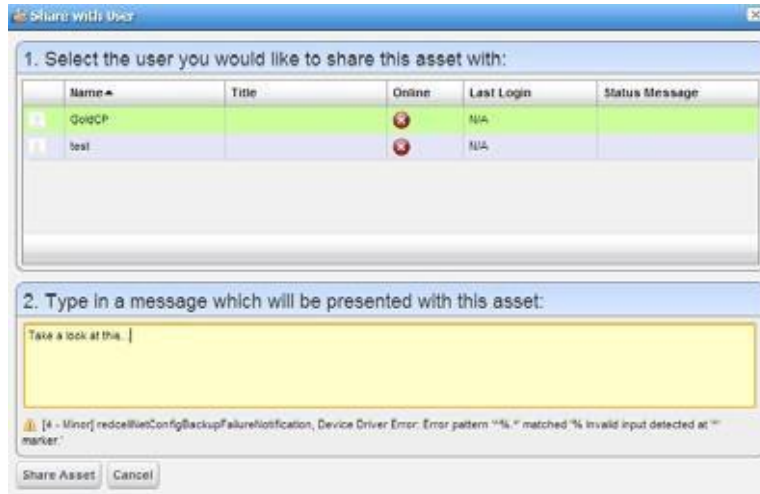 Share with User
1. Select the user you would like to share this asset with:
Name Title Online Last Login Status Message
GoldCP N/A
test N/A
2. Type in a message which will be presented with this asset:
Take a look at this...
[4 - Minor] redcellNetConfigBackupFailureNotification, Device Driver Error: Error pattern '^%.*' matched '% Invalid input detected at '^'
marker.'
Share Asset Cancel